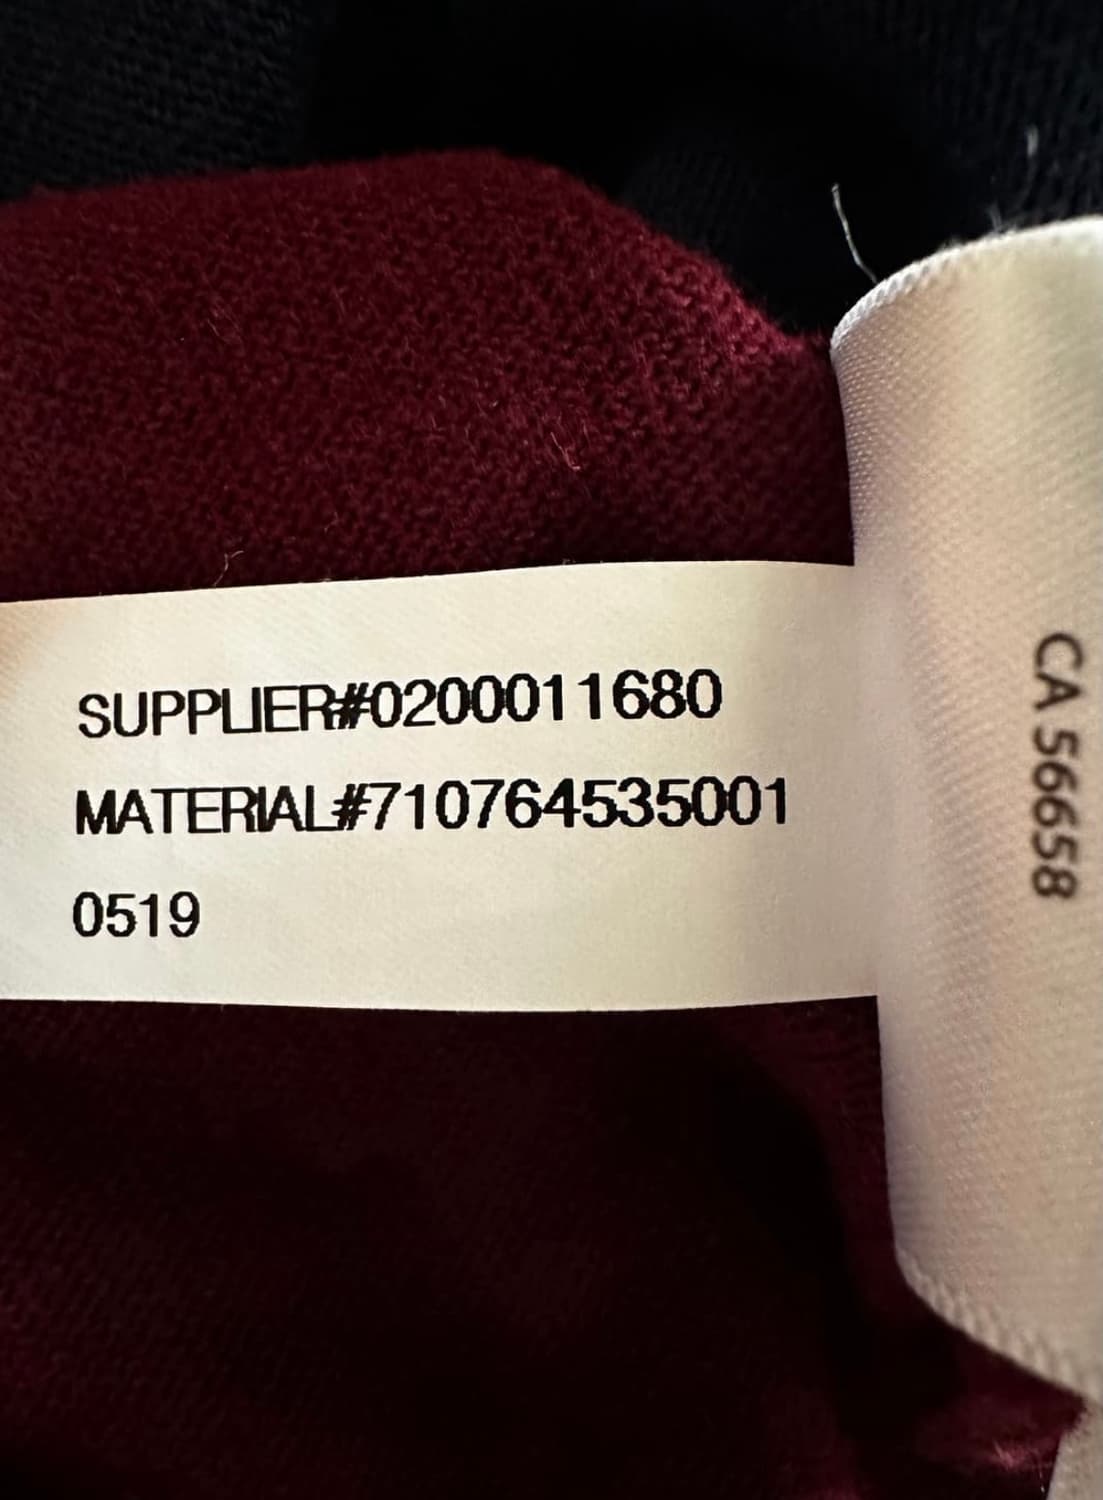 SUPPLIER#0200011680
MATERIAL#710764535001
0519
CA 56658